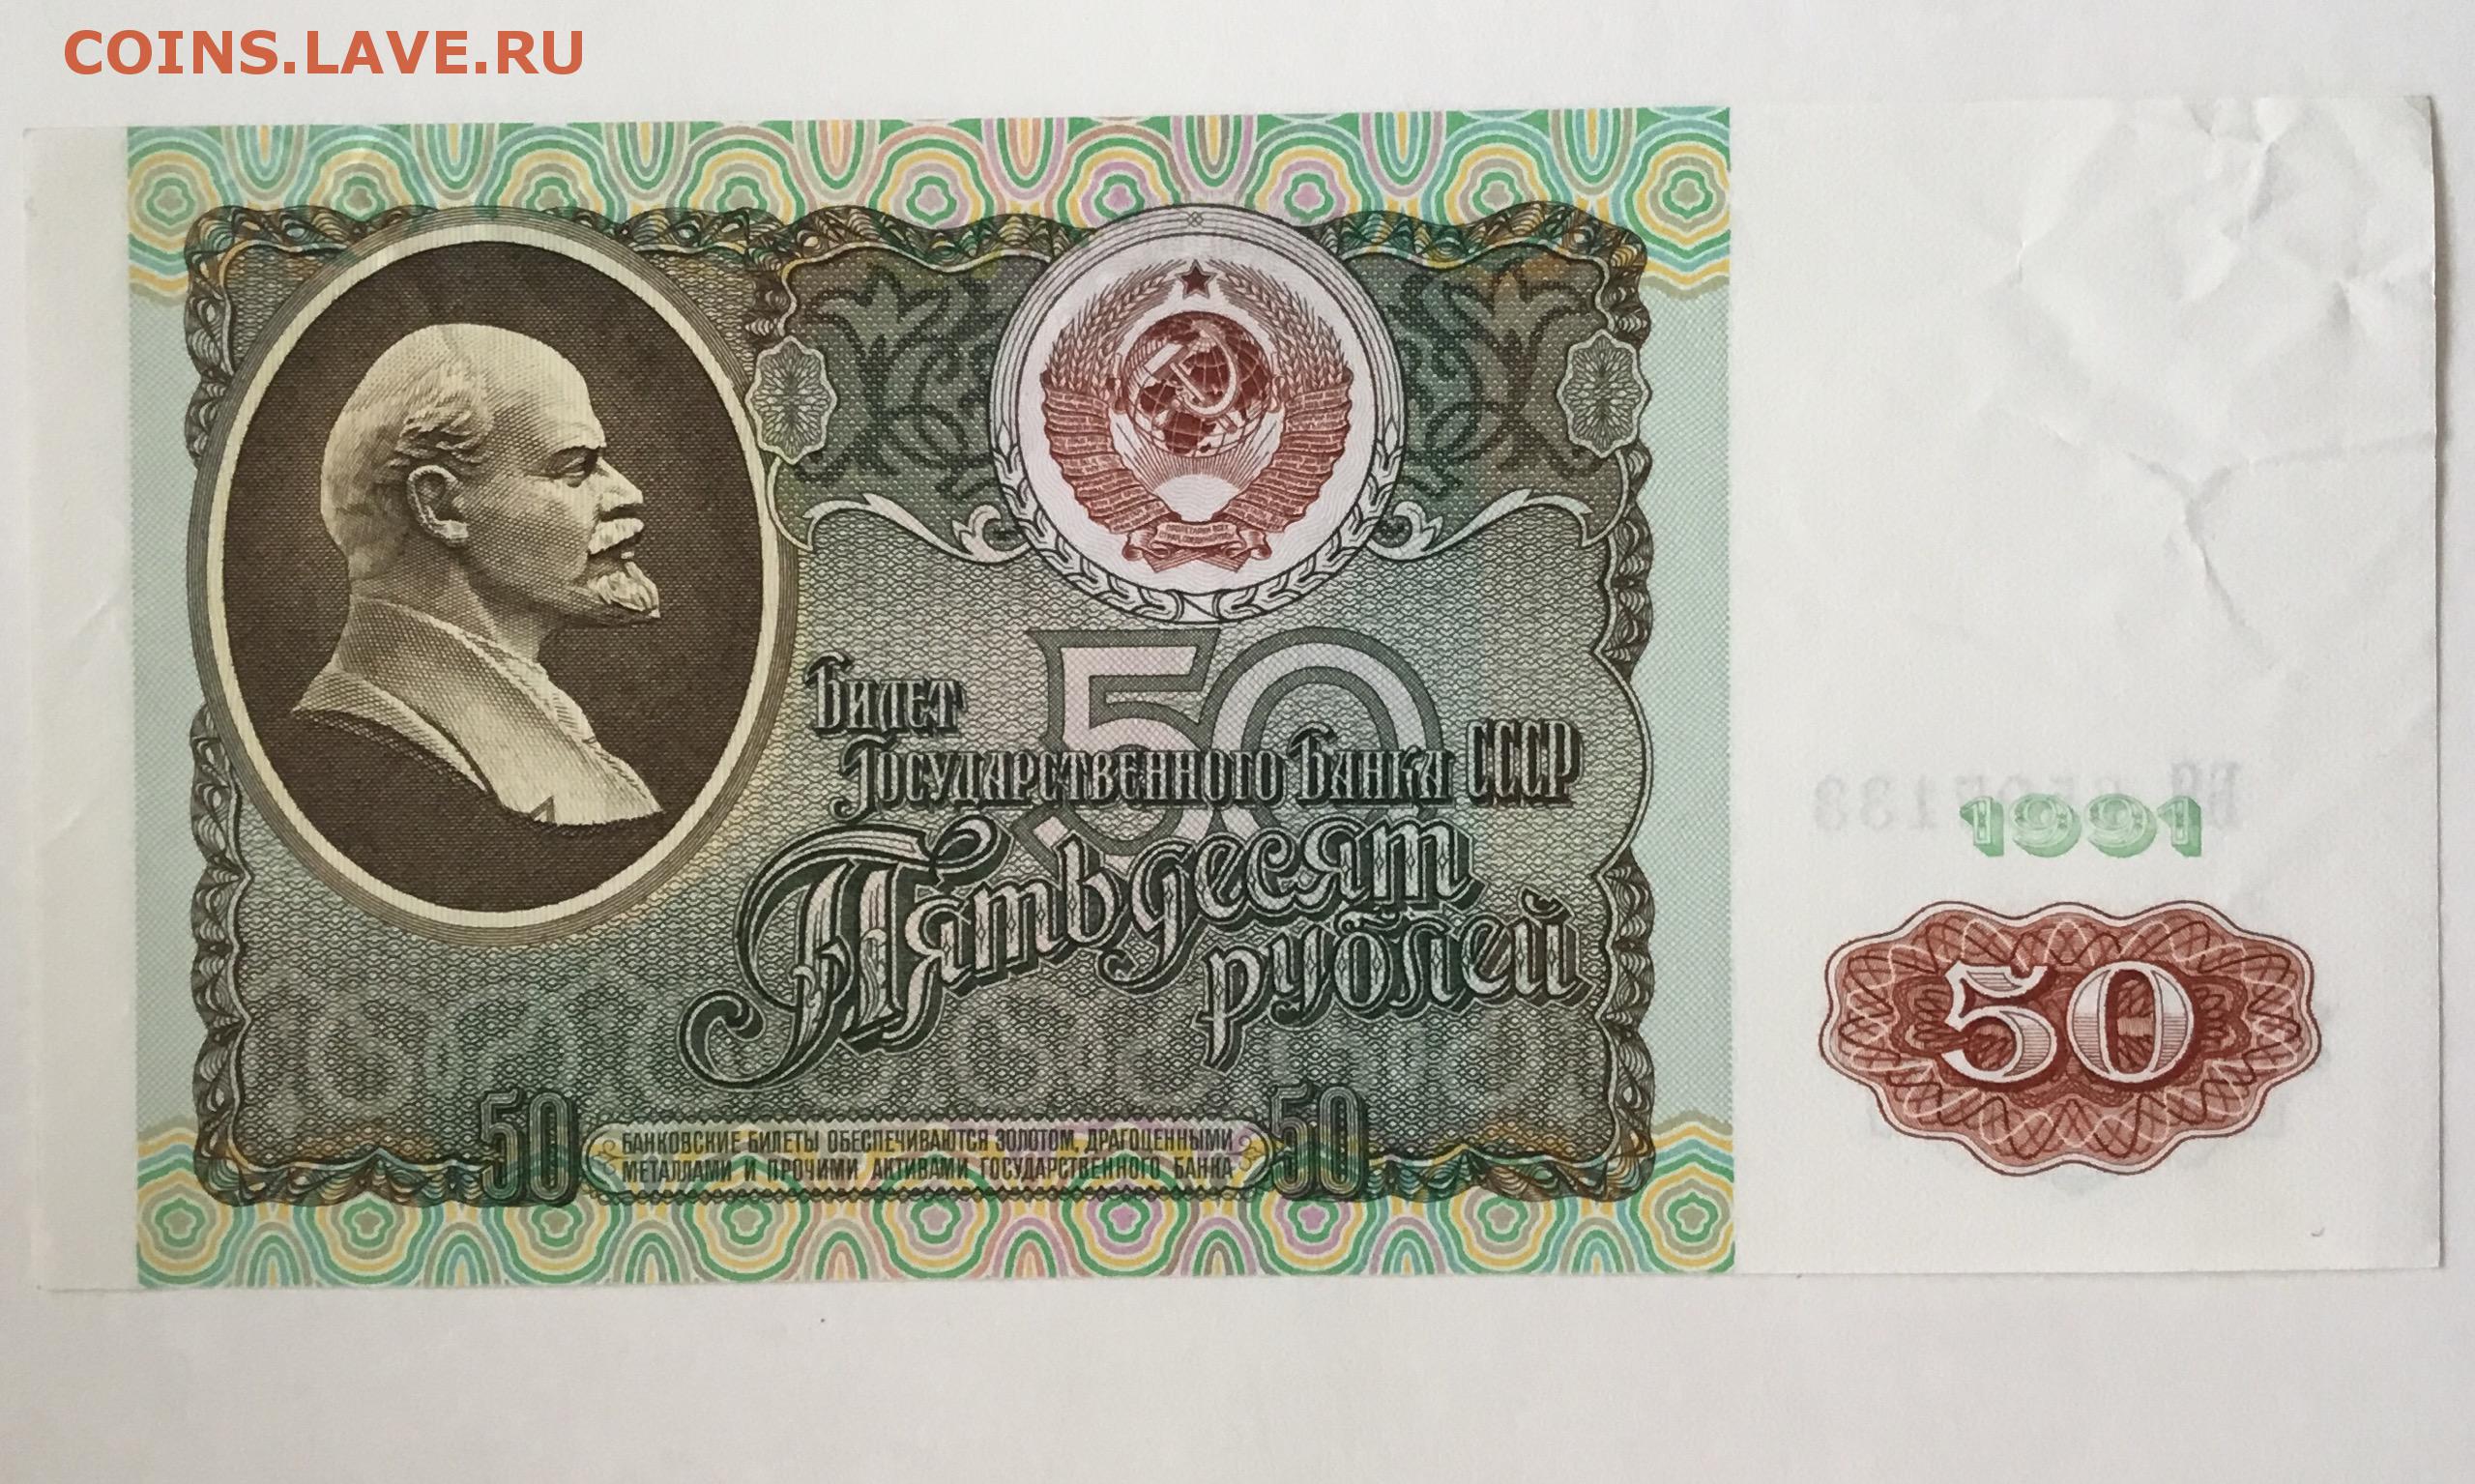 COINS.LAVE.RU
Билет
Государственного Банка СССР
Пятьдесят
рублей
50
1991
50
50
БАНКОВСКИЕ БИЛЕТЫ ОБЕСПЕЧИВАЮТСЯ ЗОЛОТОМ, ДРАГОЦЕННЫМИ
МЕТАЛЛАМИ И ПРОЧИМИ АКТИВАМИ ГОСУДАРСТВЕННОГО БАНКА
50